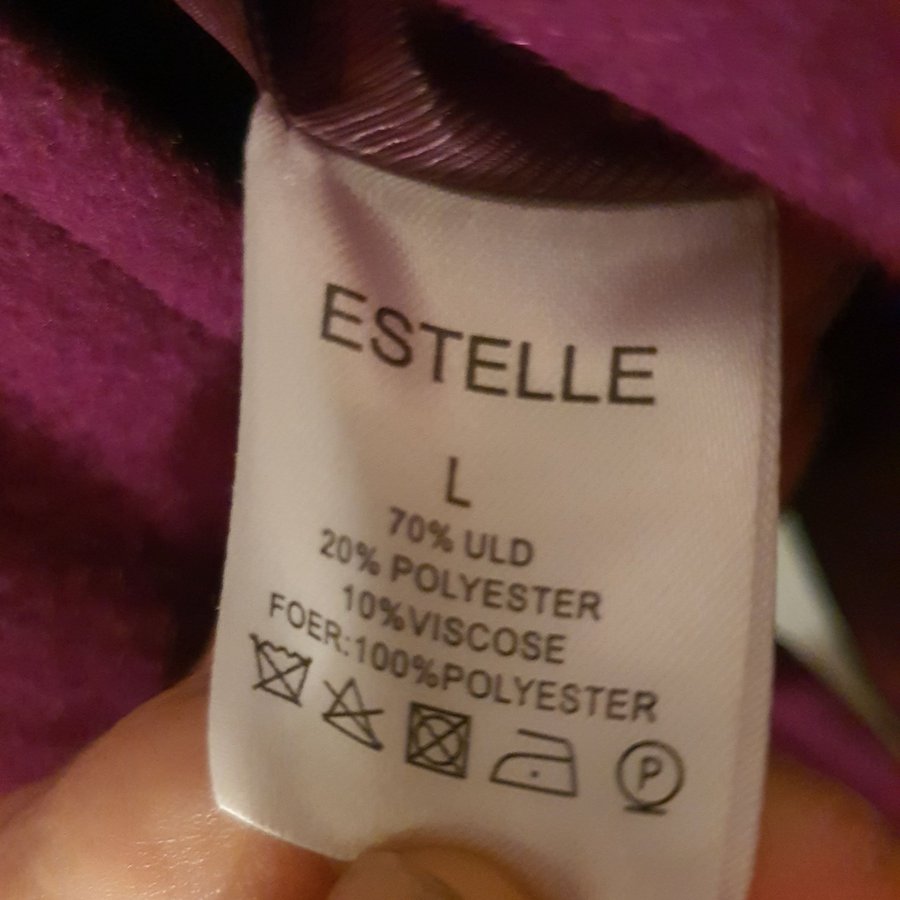 ESTELLE
L
70% ULD
20% POLYESTER
10%VISCOSE
FOER:100%POLYESTER
P